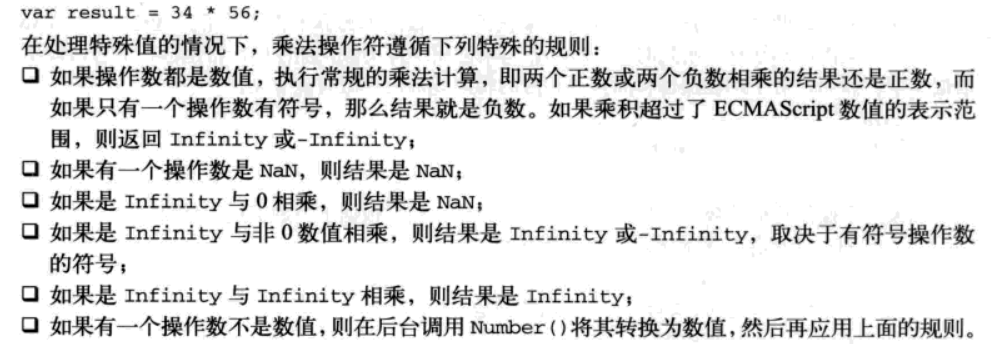 var result = 34 * 56;
在处理特殊值的情况下，乘法操作符遵循下列特殊的规则：
❑ 如果操作数都是数值，执行常规的乘法计算，即两个正数或两个负数相乘的结果还是正数，而
如果只有一个操作数有符号，那么结果就是负数。如果乘积超过了 ECMAScript 数值的表示范
围，则返回 Infinity 或-Infinity；
❑ 如果有一个操作数是 NaN，则结果是 NaN；
❑ 如果是 Infinity 与 0 相乘，则结果是 NaN；
❑ 如果是 Infinity 与非 0 数值相乘，则结果是 Infinity 或-Infinity，取决于有符号操作数
的符号；
❑ 如果是 Infinity 与 Infinity 相乘，则结果是 Infinity；
❑ 如果有一个操作数不是数值，则在后台调用 Number()将其转换为数值，然后再应用上面的规则。